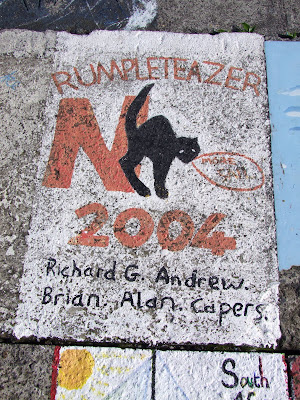 RUMPLETEAZER
N
2004
Richard G. Andrew.
Brian. Alan. Capers.
South